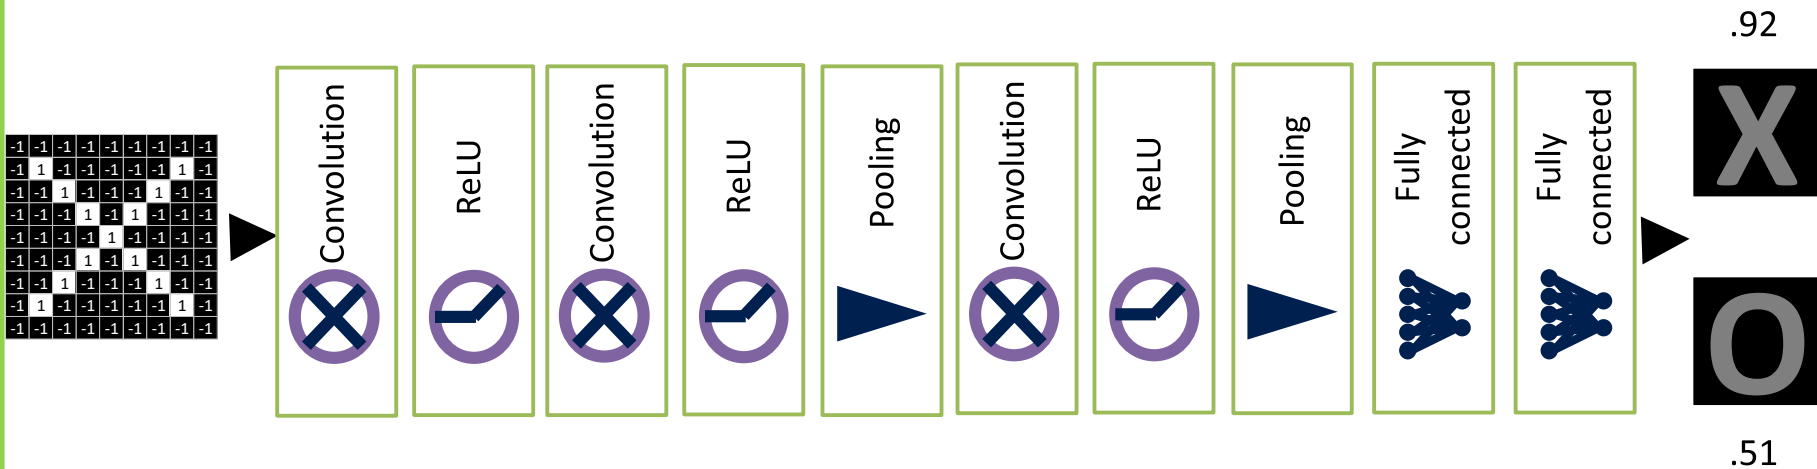 -1 -1 -1 -1 -1 -1 -1 -1 -1
-1 1 -1 -1 -1 -1 -1 1 -1
-1 -1 1 -1 -1 -1 1 -1 -1
-1 -1 -1 1 -1 1 -1 -1 -1
-1 -1 -1 -1 1 -1 -1 -1 -1
-1 -1 -1 1 -1 1 -1 -1 -1
-1 -1 1 -1 -1 -1 1 -1 -1
-1 1 -1 -1 -1 -1 -1 1 -1
-1 -1 -1 -1 -1 -1 -1 -1 -1
Convolution
ReLU
Convolution
ReLU
Pooling
Convolution
ReLU
Pooling
Fully
connected
Fully
connected
.92
X
O
.51